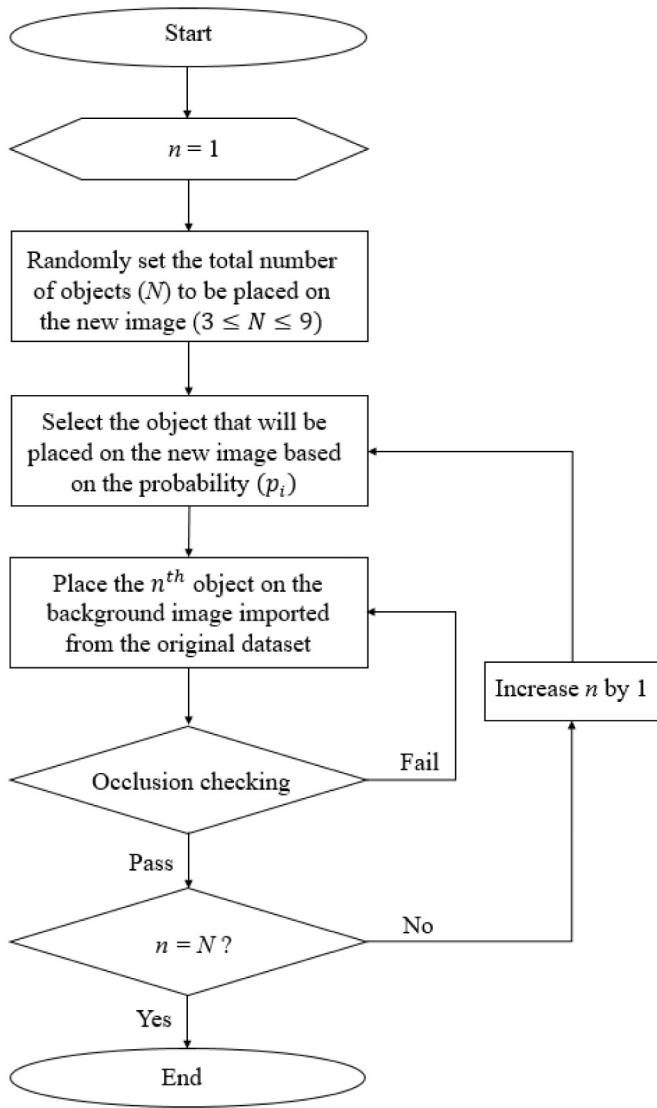 Start
n = 1
Randomly set the total number
of objects (N) to be placed on
the new image (3 ≤ N ≤ 9)
Select the object that will be
placed on the new image based
on the probability (pᵢ)
Place the nᵗʰ object on the
background image imported
from the original dataset
Increase n by 1
Occlusion checking
Fail
Pass
n = N ?
No
Yes
End